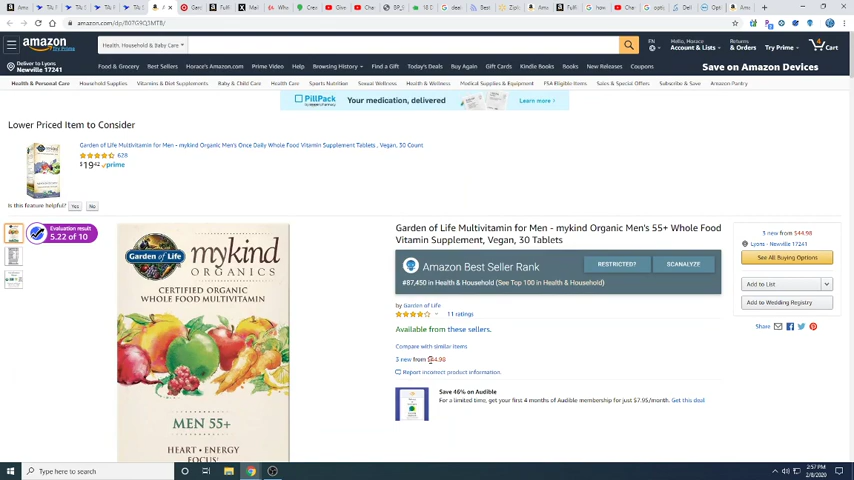 amazon.com/dp/B07G9Q1MTB/
amazon
Try Prime
Health, Household & Baby Care
EN
Hello, Horace
Account & Lists
Returns
& Orders
Try Prime
4
Cart
Deliver to Lyons
Newville 17241
Food & Grocery
Best Sellers
Horace's Amazon.com
Prime Video
Help
Browsing History
Find a Gift
Today's Deals
Buy Again
Gift Cards
Kindle Books
Books
New Releases
Coupons
Save on Amazon Devices
Health & Personal Care
Household Supplies
Vitamins & Diet Supplements
Baby & Child Care
Health Care
Sports Nutrition
Sexual Wellness
Health & Wellness
Medical Supplies & Equipment
FSA Eligible Items
Sales & Special Offers
Subscribe & Save
Amazon Pantry
PillPack
Your medication, delivered
Learn more
Lower Priced Item to Consider
Garden of Life Multivitamin for Men - mykind Organic Men's Once Daily Whole Food Vitamin Supplement Tablets, Vegan, 30 Count
628
$19.42 prime
Is this feature helpful? Yes No
Evaluation result
5.22 of 10
Garden of Life
mykind
ORGANICS
CERTIFIED ORGANIC
WHOLE FOOD MULTIVITAMIN
MEN 55+
HEART • ENERGY
Garden of Life Multivitamin for Men - mykind Organic Men's 55+ Whole Food
Vitamin Supplement, Vegan, 30 Tablets
Amazon Best Seller Rank
RESTRICTED?
SCANALYZE
#87,450 in Health & Household (See Top 100 in Health & Household)
by Garden of Life
11 ratings
Available from these sellers.
Compare with similar items
3 new from $44.98
Report incorrect product information.
Save 46% on Audible
For a limited time, get your first 4 months of Audible membership for just $7.95/month. Get this deal
3 new from $44.98
Lyons - Newville 17241
See All Buying Options
Add to List
Add to Wedding Registry
Share
Type here to search
2:57 PM
2/8/2020